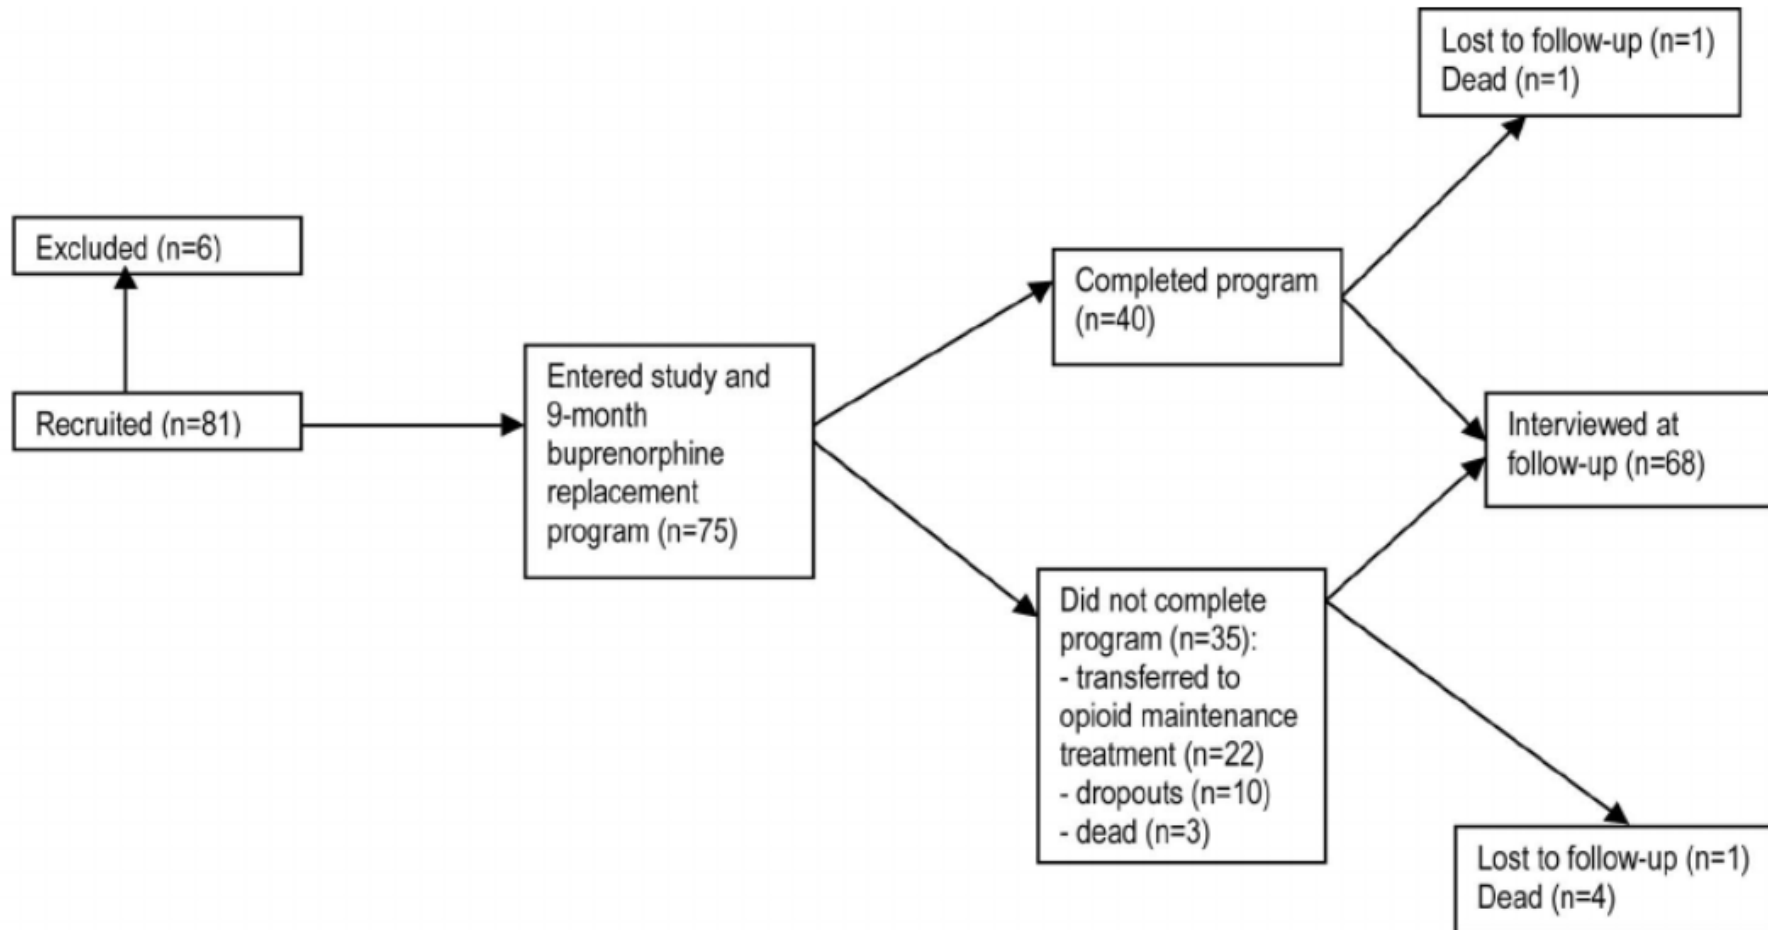 Excluded (n=6)
Recruited (n=81)
Entered study and
9-month
buprenorphine
replacement
program (n=75)
Completed program
(n=40)
Did not complete
program (n=35):
- transferred to
opioid maintenance
treatment (n=22)
- dropouts (n=10)
- dead (n=3)
Lost to follow-up (n=1)
Dead (n=1)
Interviewed at
follow-up (n=68)
Lost to follow-up (n=1)
Dead (n=4)